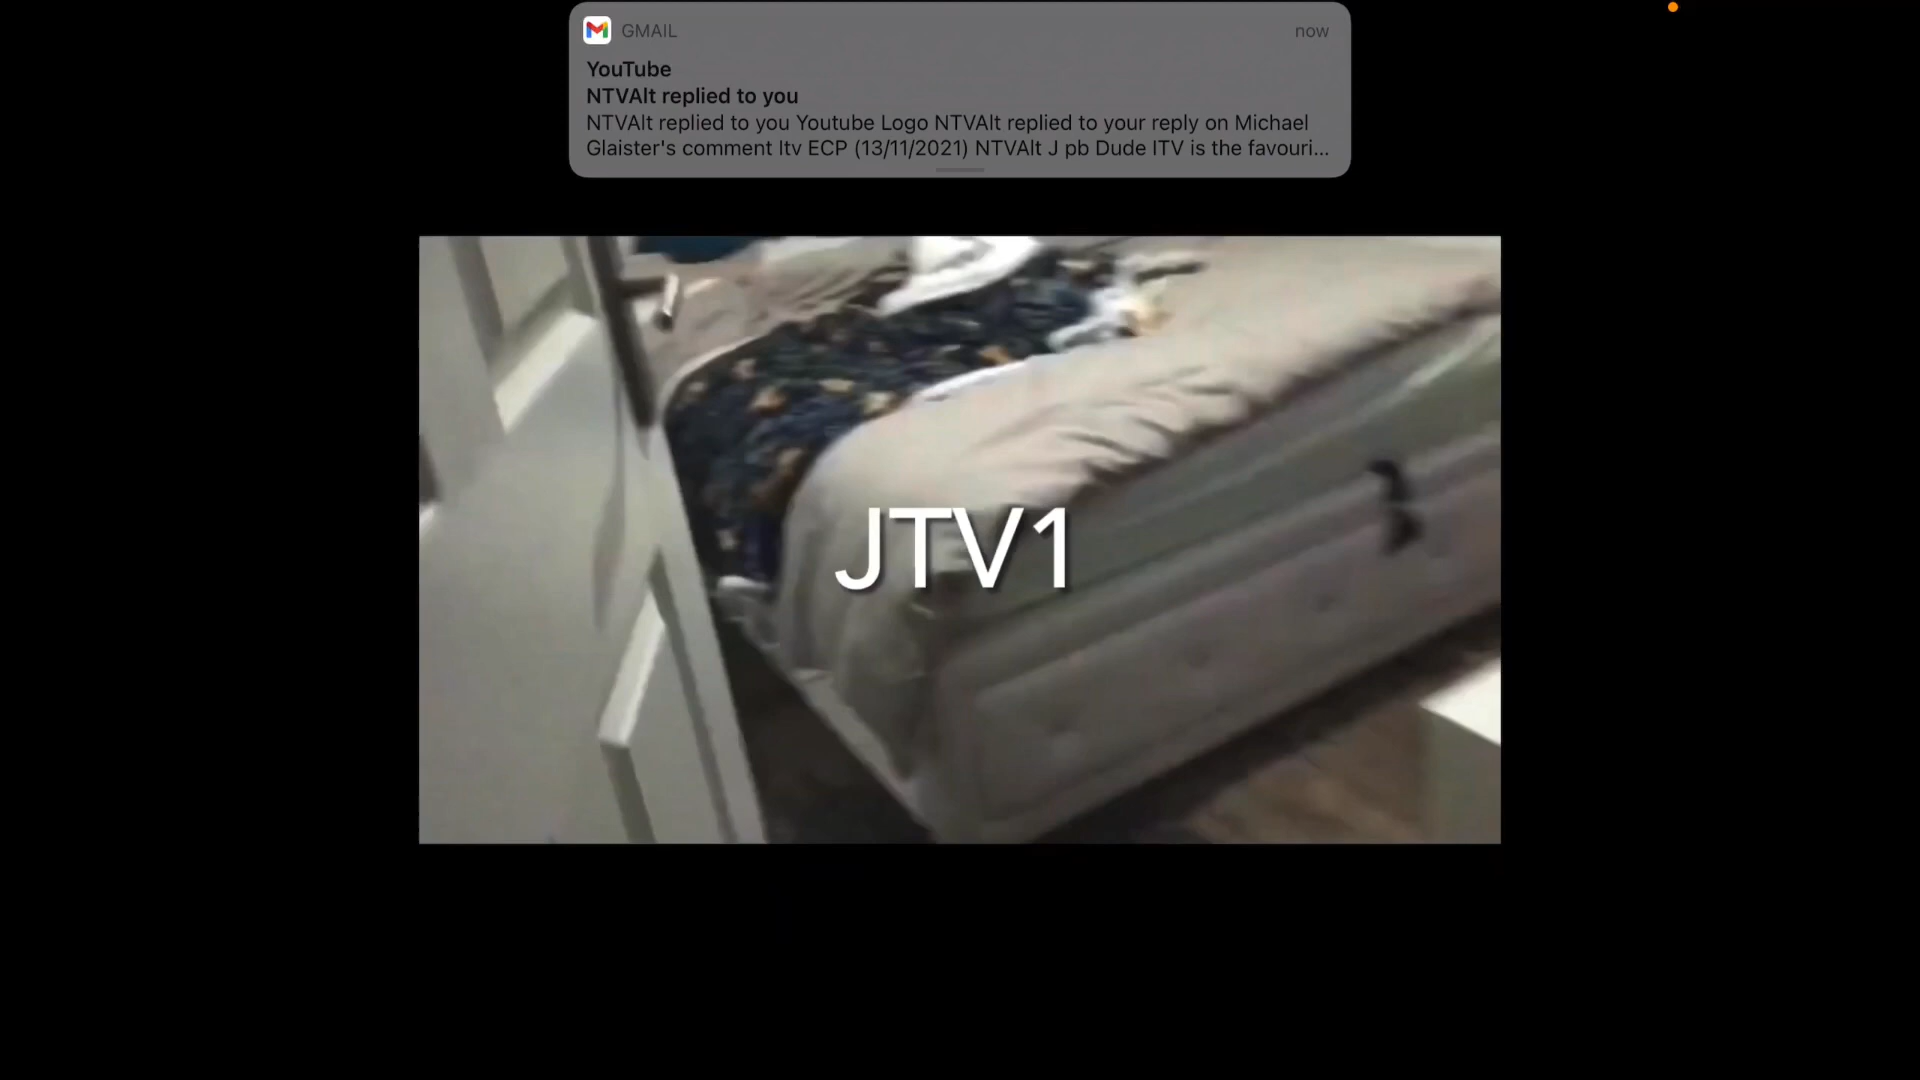 GMAIL
now
YouTube
NTVAlt replied to you
NTVAlt replied to you Youtube Logo NTVAlt replied to your reply on Michael
Glaister's comment Itv ECP (13/11/2021) NTVAlt J pb Dude ITV is the favouri...
JTV1